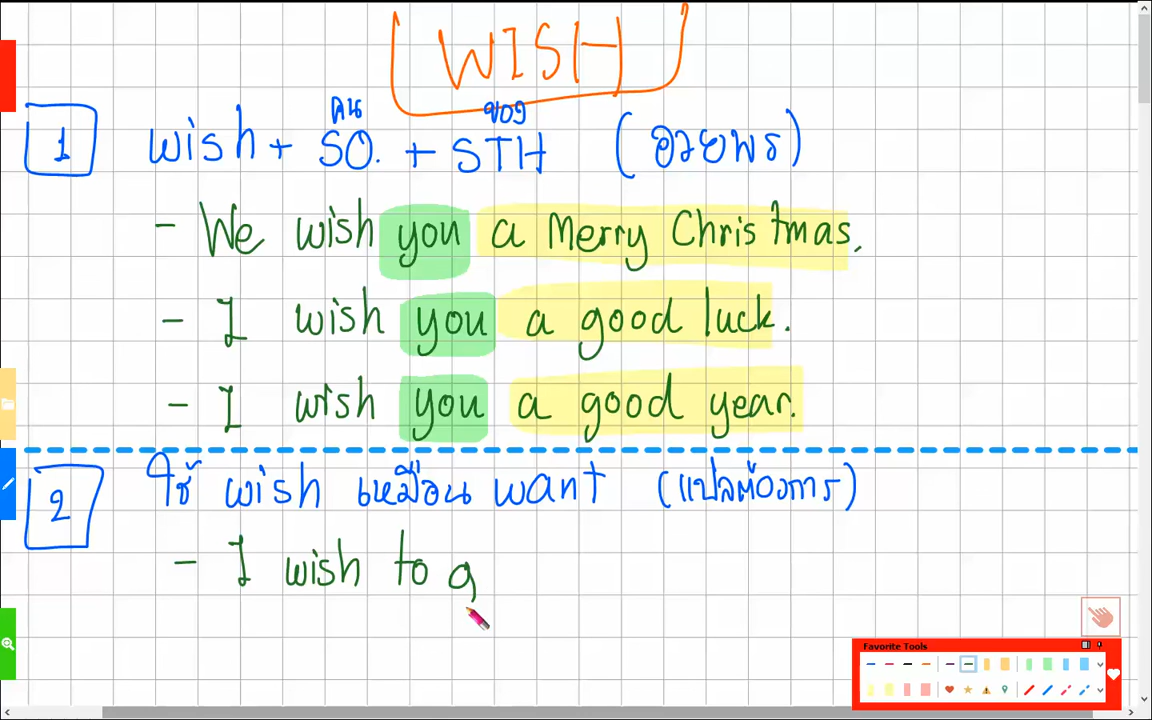 WISH
คน ของ
1 wish + SO. + STH (อวยพร)
- We wish you a Merry Christmas.
- I wish you a good luck.
- I wish you a good year.
2 ใช้ wish เหมือน want (แปลต้องการ)
- I wish to g
Favorite Tools